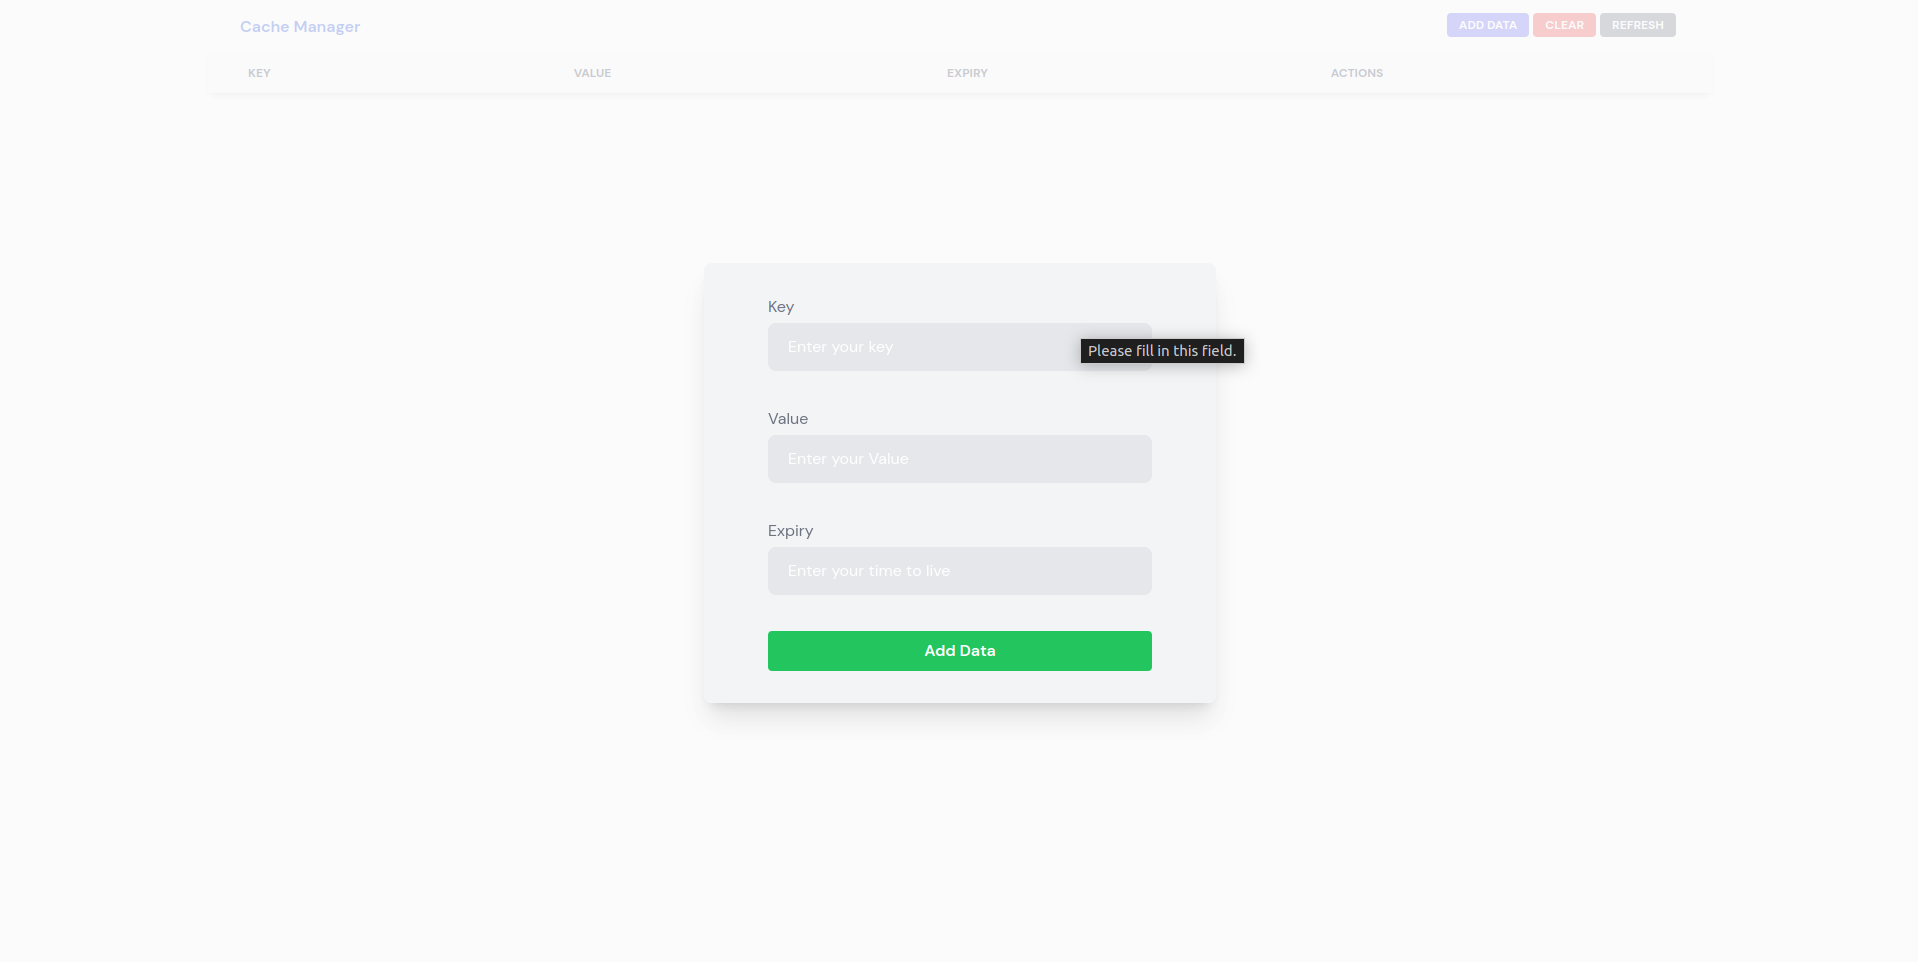 Cache Manager
ADD DATA CLEAR REFRESH
KEY VALUE EXPIRY ACTIONS
Key
Enter your key
Please fill in this field.
Value
Enter your Value
Expiry
Enter your time to live
Add Data